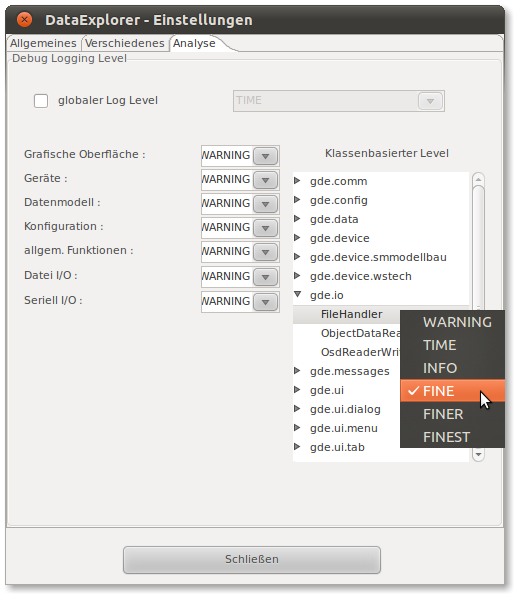 DataExplorer - Einstellungen
Allgemeines Verschiedenes Analyse
Debug Logging Level
globaler Log Level TIME
Grafische Oberfläche : WARNING
Geräte : WARNING
Datenmodell : WARNING
Konfiguration : WARNING
allgem. Funktionen : WARNING
Datei I/O : WARNING
Seriell I/O : WARNING
Klassenbasierter Level
gde.comm
gde.config
gde.data
gde.device
gde.device.smmodellbau
gde.device.wstech
gde.io
FileHandler
ObjectDataRea
OsdReaderWri
gde.messages
gde.ui
gde.ui.dialog
gde.ui.menu
gde.ui.tab
WARNING
TIME
INFO
FINE
FINER
FINEST
Schließen